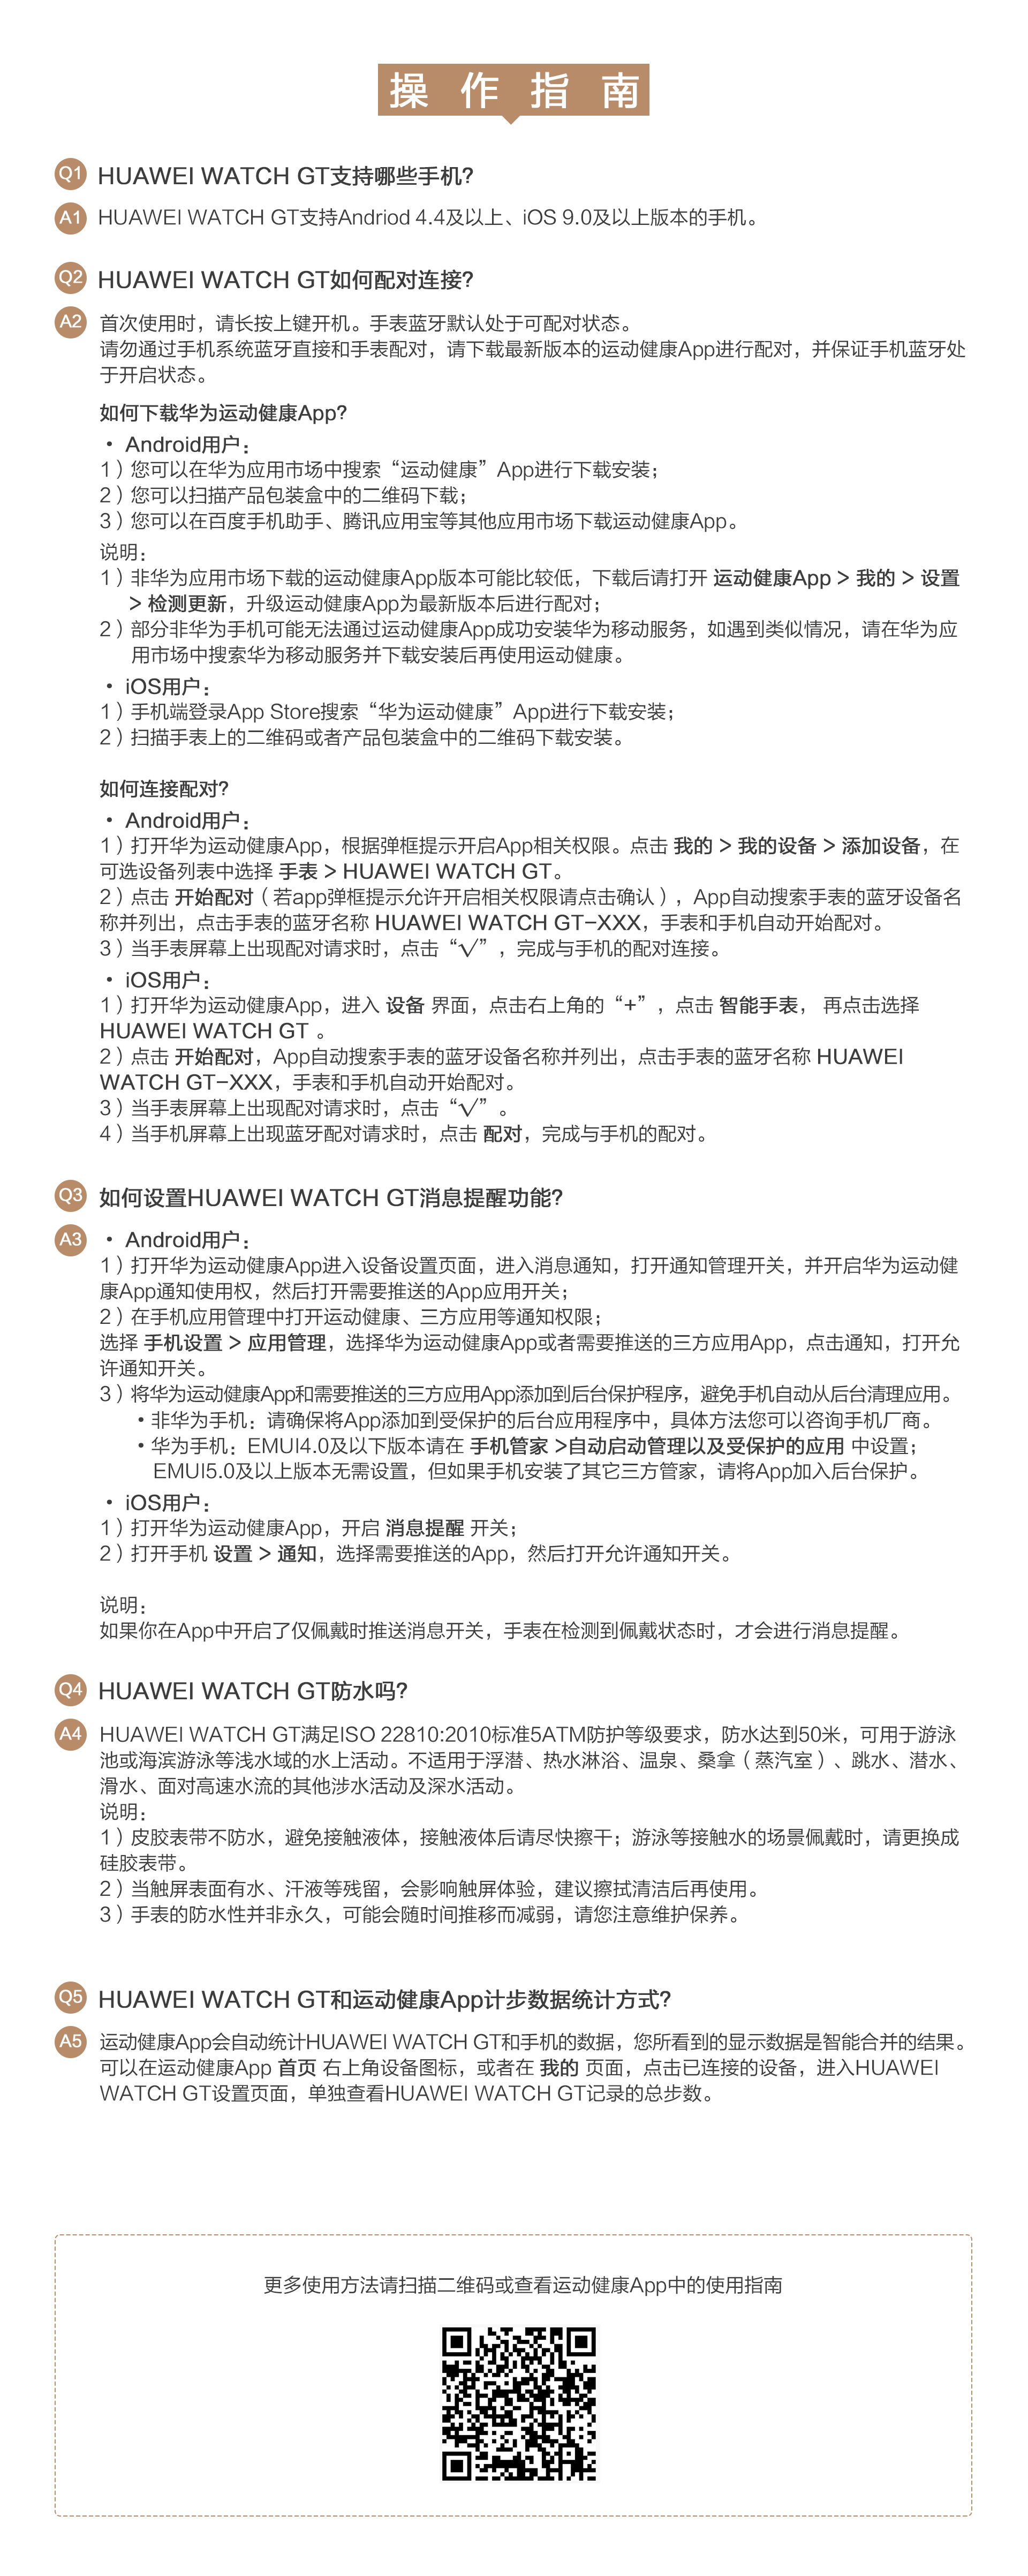 操作指南
Q1 HUAWEI WATCH GT支持哪些手机?
A1 HUAWEI WATCH GT支持Andriod 4.4及以上、iOS 9.0及以上版本的手机。
Q2 HUAWEI WATCH GT如何配对连接?
A2 首次使用时，请长按上键开机。手表蓝牙默认处于可配对状态。
请勿通过手机系统蓝牙直接和手表配对，请下载最新版本的运动健康App进行配对，并保证手机蓝牙处
于开启状态。
如何下载华为运动健康App?
• Android用户：
1）您可以在华为应用市场中搜索“运动健康”App进行下载安装；
2）您可以扫描产品包装盒中的二维码下载；
3）您可以在百度手机助手、腾讯应用宝等其他应用市场下载运动健康App。
说明：
1）非华为应用市场下载的运动健康App版本可能比较低，下载后请打开 运动健康App > 我的 > 设置
> 检测更新，升级运动健康App为最新版本后进行配对；
2）部分非华为手机可能无法通过运动健康App成功安装华为移动服务，如遇到类似情况，请在华为应
用市场中搜索华为移动服务并下载安装后再使用运动健康。
• iOS用户：
1）手机端登录App Store搜索“华为运动健康”App进行下载安装；
2）扫描手表上的二维码或者产品包装盒中的二维码下载安装。
如何连接配对?
• Android用户：
1）打开华为运动健康App，根据弹框提示开启App相关权限。点击 我的 > 我的设备 > 添加设备，在
可选设备列表中选择 手表 > HUAWEI WATCH GT。
2）点击 开始配对（若app弹框提示允许开启相关权限请点击确认），App自动搜索手表的蓝牙设备名
称并列出，点击手表的蓝牙名称 HUAWEI WATCH GT-XXX，手表和手机自动开始配对。
3）当手表屏幕上出现配对请求时，点击“√”，完成与手机的配对连接。
• iOS用户：
1）打开华为运动健康App，进入 设备 界面，点击右上角的“+”，点击 智能手表， 再点击选择
HUAWEI WATCH GT 。
2）点击 开始配对，App自动搜索手表的蓝牙设备名称并列出，点击手表的蓝牙名称 HUAWEI
WATCH GT-XXX，手表和手机自动开始配对。
3）当手表屏幕上出现配对请求时，点击“√”。
4）当手机屏幕上出现蓝牙配对请求时，点击 配对，完成与手机的配对。
Q3 如何设置HUAWEI WATCH GT消息提醒功能?
A3 • Android用户：
1）打开华为运动健康App进入设备设置页面，进入消息通知，打开通知管理开关，并开启华为运动健
康App通知使用权，然后打开需要推送的App应用开关；
2）在手机应用管理中打开运动健康、三方应用等通知权限；
选择 手机设置 > 应用管理，选择华为运动健康App或者需要推送的三方应用App，点击通知，打开允
许通知开关。
3）将华为运动健康App和需要推送的三方应用App添加到后台保护程序，避免手机自动从后台清理应用。
• 非华为手机：请确保将App添加到受保护的后台应用程序中，具体方法您可以咨询手机厂商。
• 华为手机：EMUI4.0及以下版本请在 手机管家 >自动启动管理以及受保护的应用 中设置；
EMUI5.0及以上版本无需设置，但如果手机安装了其它三方管家，请将App加入后台保护。
• iOS用户：
1）打开华为运动健康App，开启 消息提醒 开关；
2）打开手机 设置 > 通知，选择需要推送的App，然后打开允许通知开关。
说明：
如果你在App中开启了仅佩戴时推送消息开关，手表在检测到佩戴状态时，才会进行消息提醒。
Q4 HUAWEI WATCH GT防水吗?
A4 HUAWEI WATCH GT满足ISO 22810:2010标准5ATM防护等级要求，防水达到50米，可用于游泳
池或海滨游泳等浅水域的水上活动。不适用于浮潜、热水淋浴、温泉、桑拿（蒸汽室）、跳水、潜水、
滑水、面对高速水流的其他涉水活动及深水活动。
说明：
1）皮胶表带不防水，避免接触液体，接触液体后请尽快擦干；游泳等接触水的场景佩戴时，请更换成
硅胶表带。
2）当触屏表面有水、汗液等残留，会影响触屏体验，建议擦拭清洁后再使用。
3）手表的防水性并非永久，可能会随时间推移而减弱，请您注意维护保养。
Q5 HUAWEI WATCH GT和运动健康App计步数据统计方式?
A5 运动健康App会自动统计HUAWEI WATCH GT和手机的数据，您所看到的显示数据是智能合并的结果。
可以在运动健康App 首页 右上角设备图标，或者在 我的 页面，点击已连接的设备，进入HUAWEI
WATCH GT设置页面，单独查看HUAWEI WATCH GT记录的总步数。
更多使用方法请扫描二维码或查看运动健康App中的使用指南